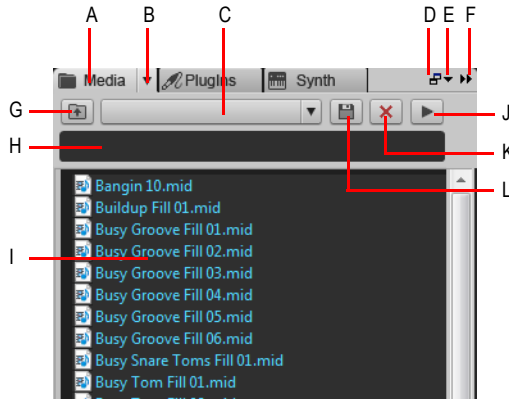 A B C D E F
Media PlugIns Synth
G
J
H
K
L
Bangin 10.mid
Buildup Fill 01.mid
Busy Groove Fill 01.mid
I Busy Groove Fill 02.mid
Busy Groove Fill 03.mid
Busy Groove Fill 04.mid
Busy Groove Fill 05.mid
Busy Groove Fill 06.mid
Busy Snare Toms Fill 01.mid
Busy Tom Fill 01.mid